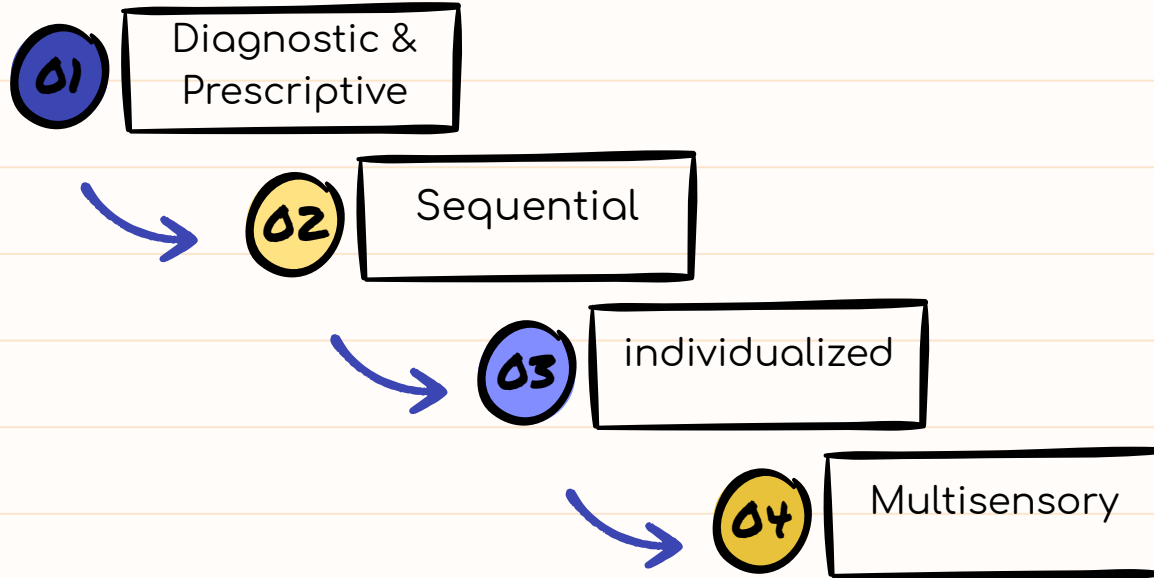 01
Diagnostic &
Prescriptive
02
Sequential
03
individualized
04
Multisensory